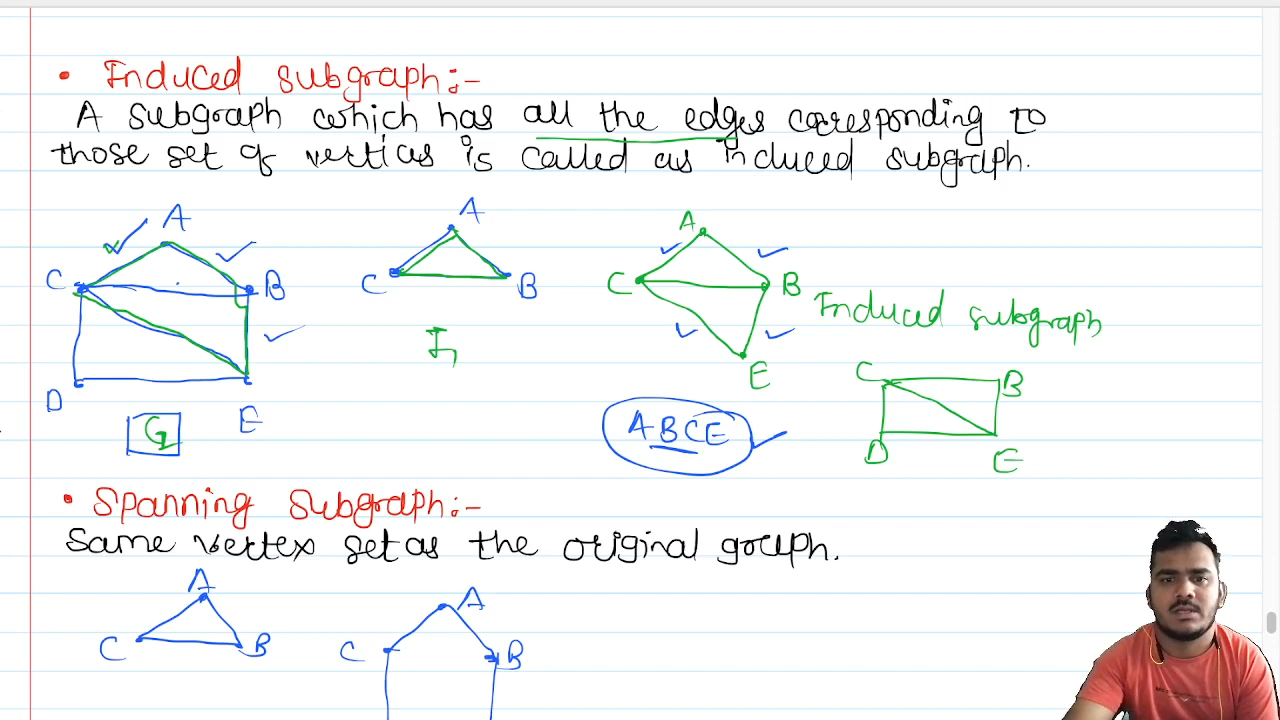 • Induced subgraph:-
A subgraph which has all the edges corresponding to
those set of vertices is called as induced subgraph.
A
C
B
D
E
G
A
C
B
I1
A
C
B
E
Induced subgraph
ABCE
C
B
D
E
• Spanning Subgraph:-
Same vertex set as the original graph.
A
C
B
A
C
B